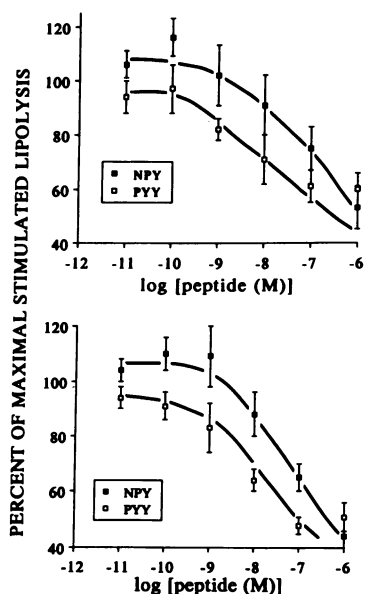 PERCENT OF MAXIMAL STIMULATED LIPOLYSIS
120
100
80
60
40
NPY
PYY
-12 -11 -10 -9 -8 -7 -6
log [peptide (M)]
120
100
80
60
40
NPY
PYY
-12 -11 -10 -9 -8 -7 -6
log [peptide (M)]